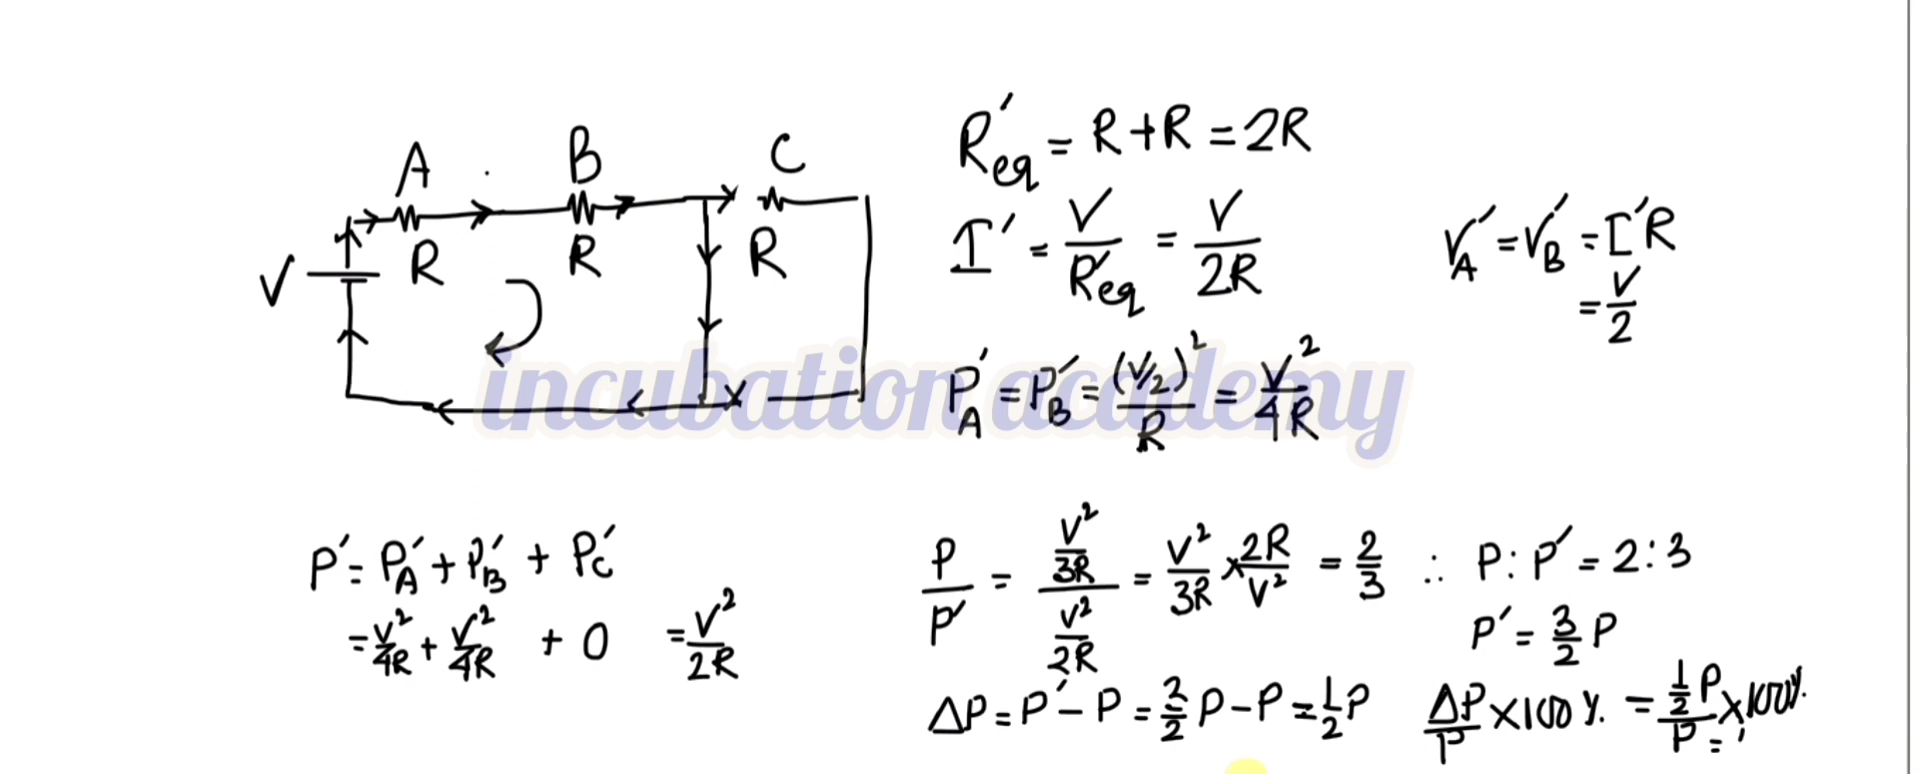 A B C
V R R R
R'eq = R+R = 2R
I' = V/R'eq = V/2R
V'A = V'B = I'R
= V/2
P'A = P'B = (V/2)²/R = V²/4R
incubation academy
P' = P'A + P'B + PC'
= V²/4R + V²/4R + 0 = V²/2R
P/P' = (V²/3R)/(V²/2R) = V²/3R × 2R/V² = 2/3 ∴ P : P' = 2 : 3
P' = 3/2 P
ΔP = P' - P = 3/2 P - P = 1/2 P
ΔP/P × 100 %. = (1/2 P)/P × 100%.
=